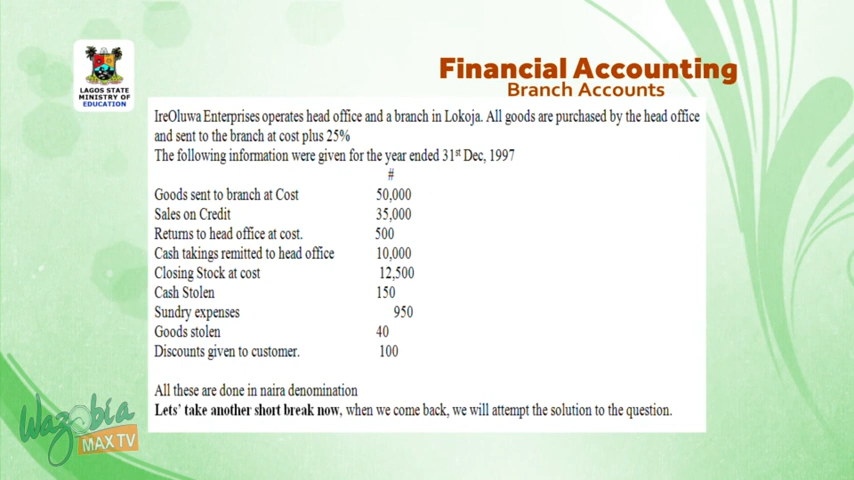 LAGOS STATE
MINISTRY OF
EDUCATION
Financial Accounting
Branch Accounts
IreOluwa Enterprises operates head office and a branch in Lokoja. All goods are purchased by the head office
and sent to the branch at cost plus 25%
The following information were given for the year ended 31st Dec, 1997
#
Goods sent to branch at Cost 50,000
Sales on Credit 35,000
Returns to head office at cost. 500
Cash takings remitted to head office 10,000
Closing Stock at cost 12,500
Cash Stolen 150
Sundry expenses 950
Goods stolen 40
Discounts given to customer. 100
All these are done in naira denomination
Lets' take another short break now, when we come back, we will attempt the solution to the question.
Wazobia
MAX TV